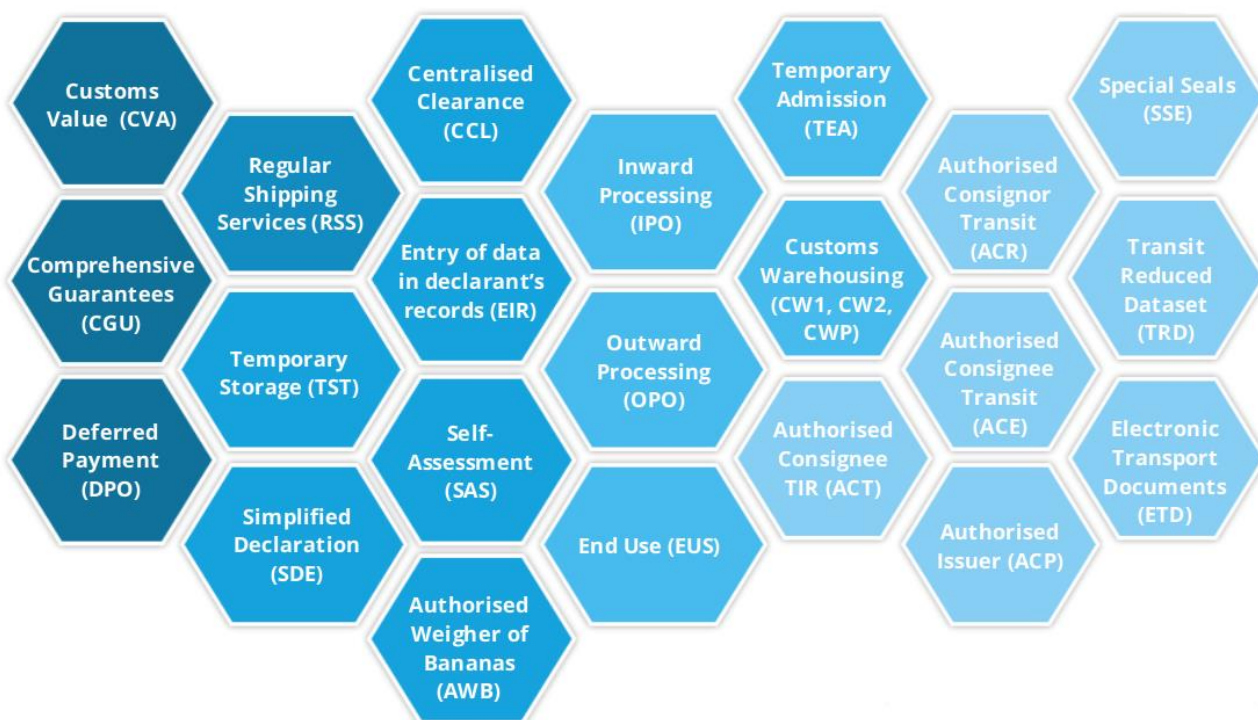 Customs
Value (CVA)
Comprehensive
Guarantees
(CGU)
Deferred
Payment
(DPO)
Regular
Shipping
Services (RSS)
Temporary
Storage (TST)
Simplified
Declaration
(SDE)
Centralised
Clearance
(CCL)
Entry of data
in declarant's
records (EIR)
Self-
Assessment
(SAS)
Authorised
Weigher of
Bananas
(AWB)
Inward
Processing
(IPO)
Outward
Processing
(OPO)
End Use (EUS)
Temporary
Admission
(TEA)
Customs
Warehousing
(CW1, CW2,
CWP)
Authorised
Consignee
TIR (ACT)
Authorised
Consignor
Transit
(ACR)
Authorised
Consignee
Transit
(ACE)
Authorised
Issuer (ACP)
Special Seals
(SSE)
Transit
Reduced
Dataset
(TRD)
Electronic
Transport
Documents
(ETD)